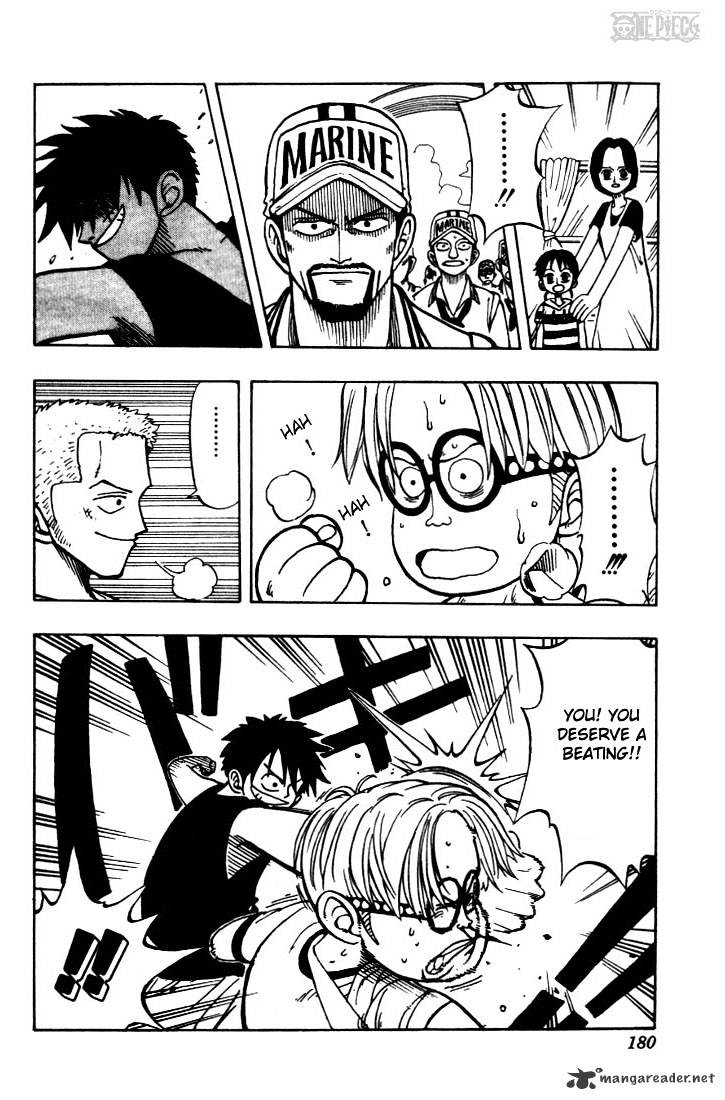 ONE PIECE
......!!
MARINE
MARINE
......!!!
HAH
!
HAH
!
.......
YOU! YOU
DESERVE A
BEATING!!
!!
180
mangareader.net